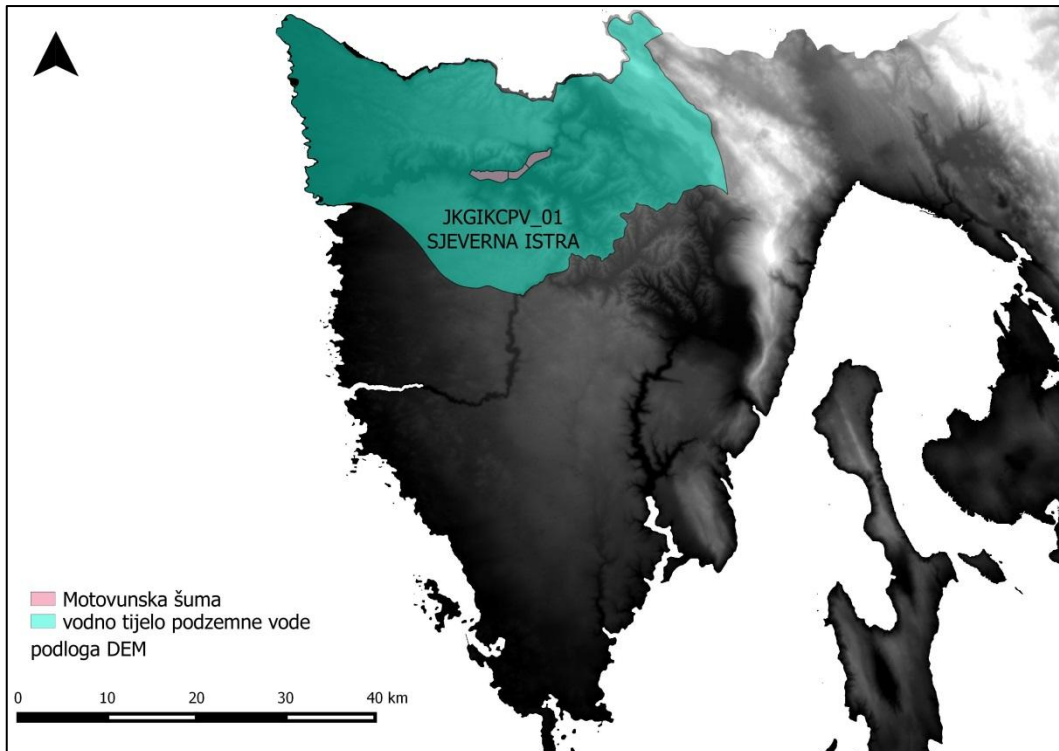 JKGIKCPV_01
SJEVERNA ISTRA
Motovunska šuma
vodno tijelo podzemne vode
podloga DEM
0 10 20 30 40 km